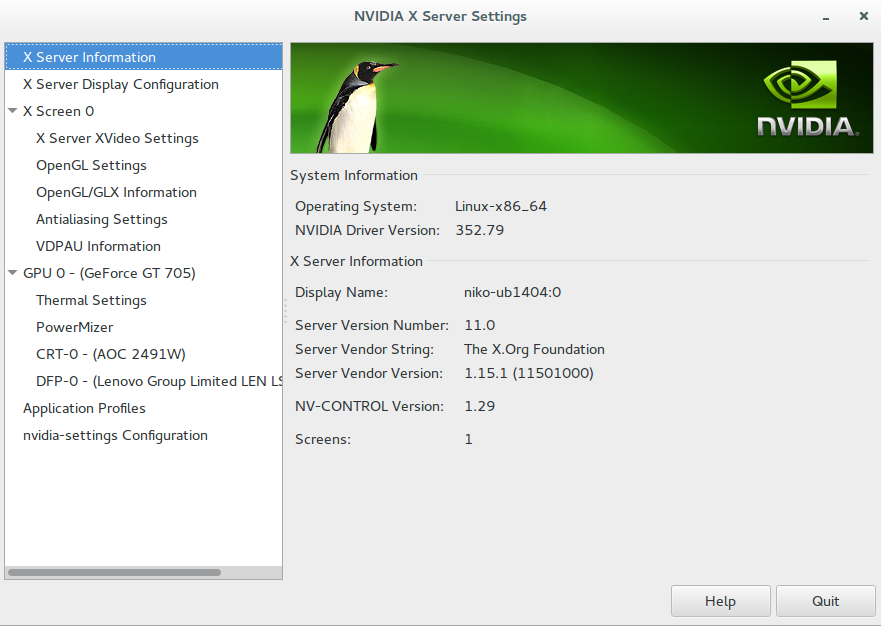 NVIDIA X Server Settings
X Server Information
X Server Display Configuration
X Screen 0
X Server XVideo Settings
OpenGL Settings
OpenGL/GLX Information
Antialiasing Settings
VDPAU Information
GPU 0 - (GeForce GT 705)
Thermal Settings
PowerMizer
CRT-0 - (AOC 2491W)
DFP-0 - (Lenovo Group Limited LEN LS
Application Profiles
nvidia-settings Configuration
NVIDIA.
System Information
Operating System: Linux-x86_64
NVIDIA Driver Version: 352.79
X Server Information
Display Name: niko-ub1404:0
Server Version Number: 11.0
Server Vendor String: The X.Org Foundation
Server Vendor Version: 1.15.1 (11501000)
NV-CONTROL Version: 1.29
Screens: 1
Help Quit